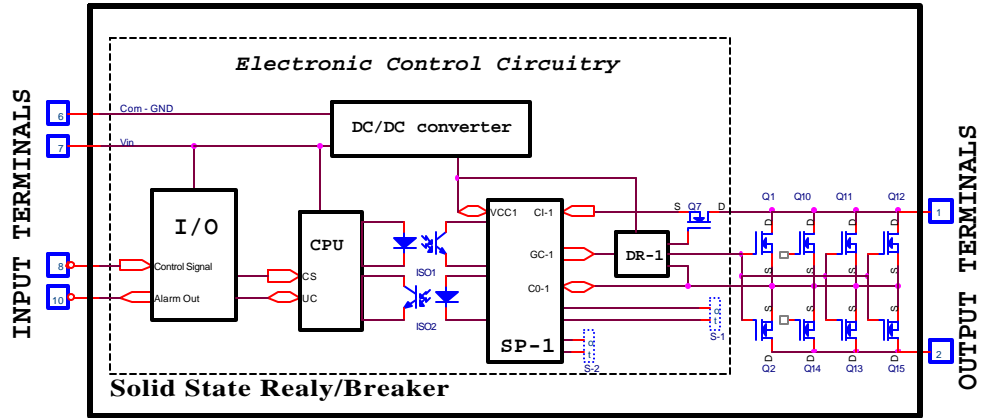 Electronic Control Circuitry
INPUT TERMINALS
OUTPUT TERMINALS
6
Com - GND
7
Vin
DC/DC converter
I/O
Control Signal
Alarm Out
8
10
CPU
CS
UC
ISO1
ISO2
VCC1
CI-1
GC-1
C0-1
SP-1
S Q7 D
DR-1
S-1
S-2
Q1 Q10 Q11 Q12
D D D D
S S S S
S S S S
D D D D
Q2 Q14 Q13 Q15
1
2
Solid State Realy/Breaker